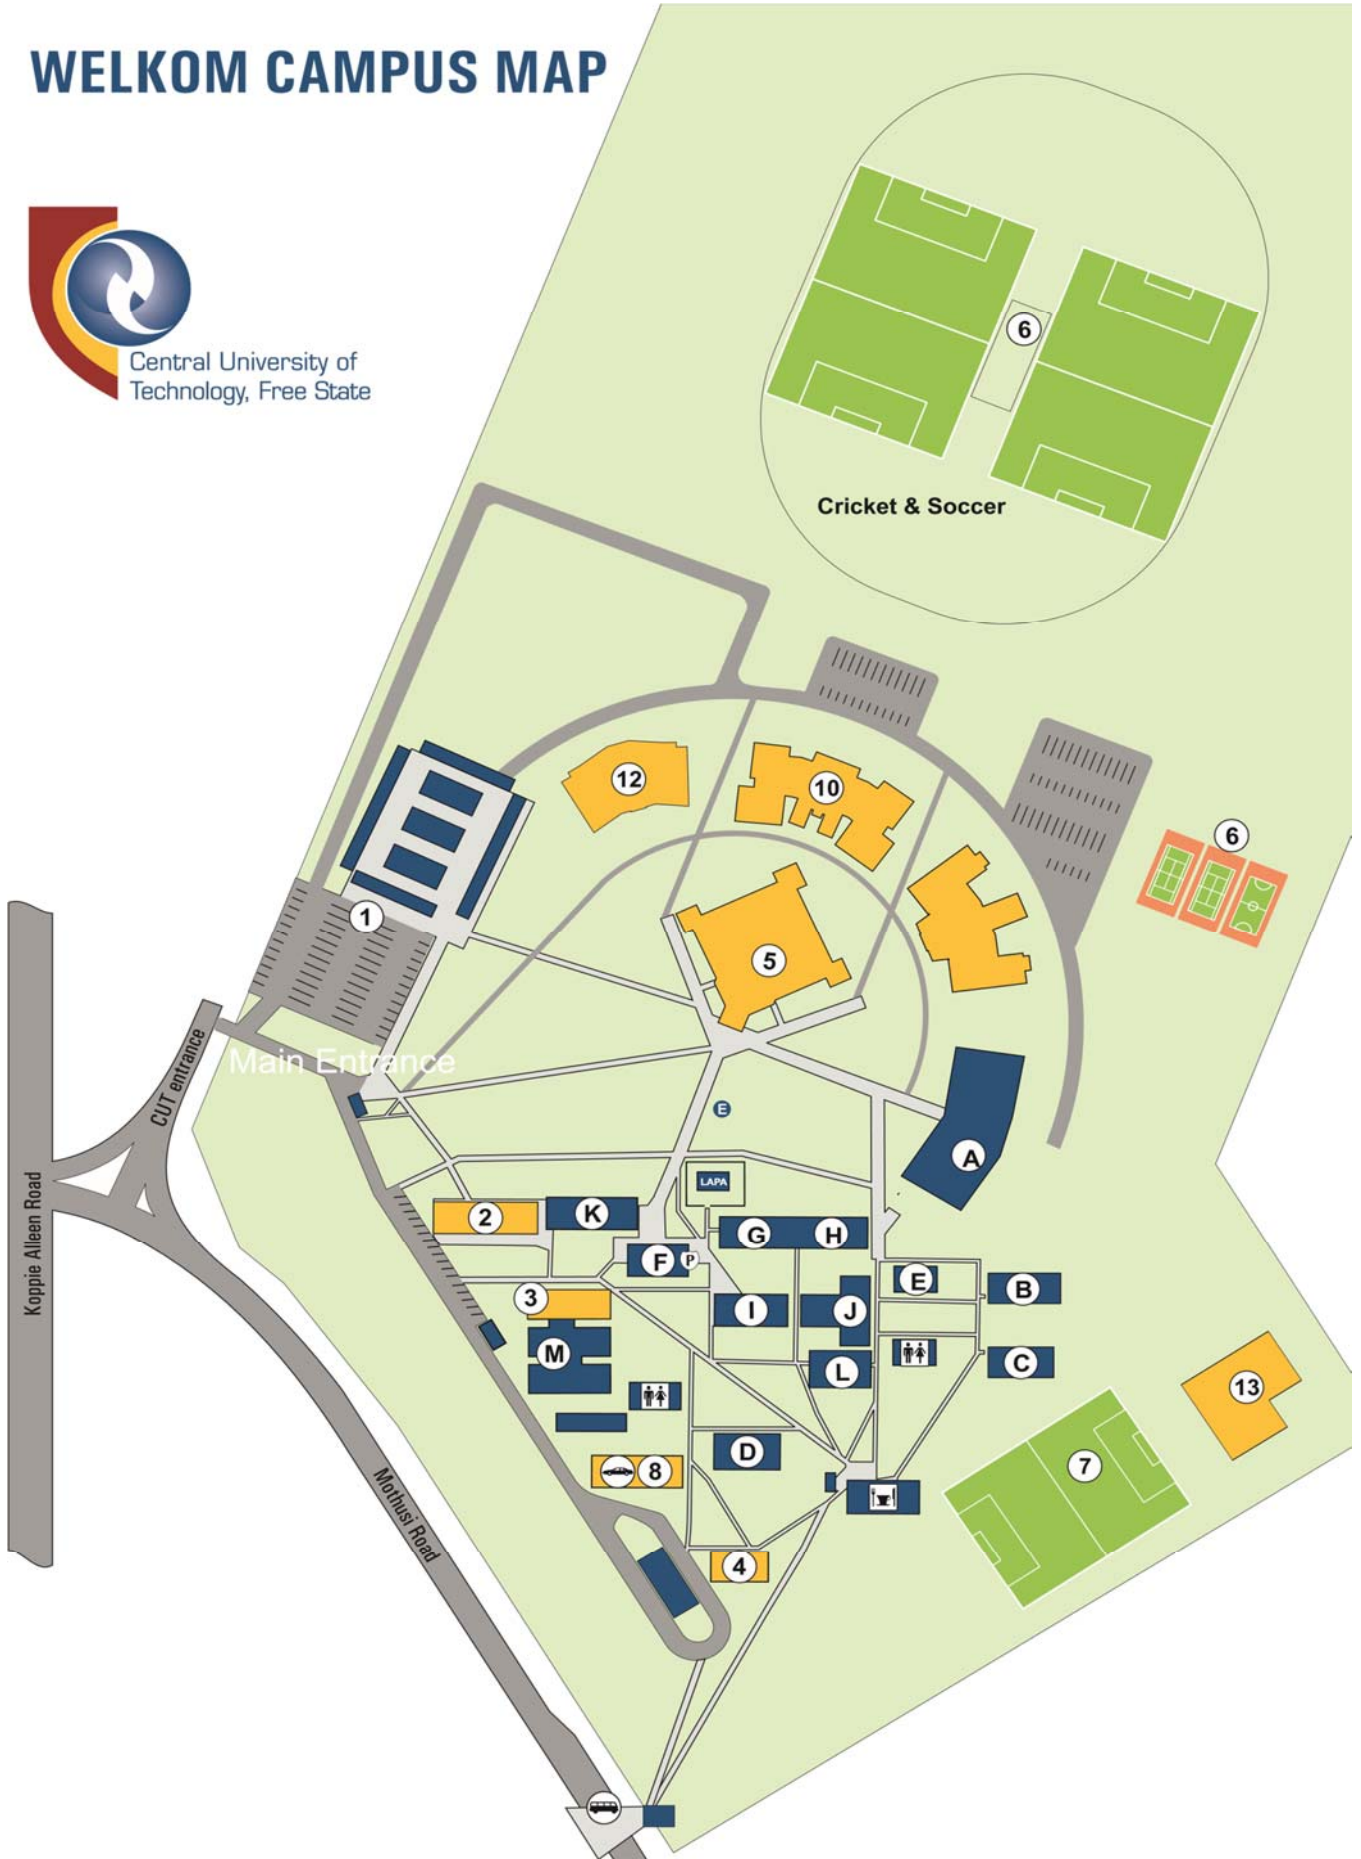 WELKOM CAMPUS MAP
Central University of
Technology, Free State
6
Cricket & Soccer
12
10
6
1
5
CUT entrance
Main Entrance
E
Koppie Alleen Road
A
LAPA
2
K
G
H
F
P
E
B
3
I
J
M
L
C
13
D
8
7
4
Mothusi Road